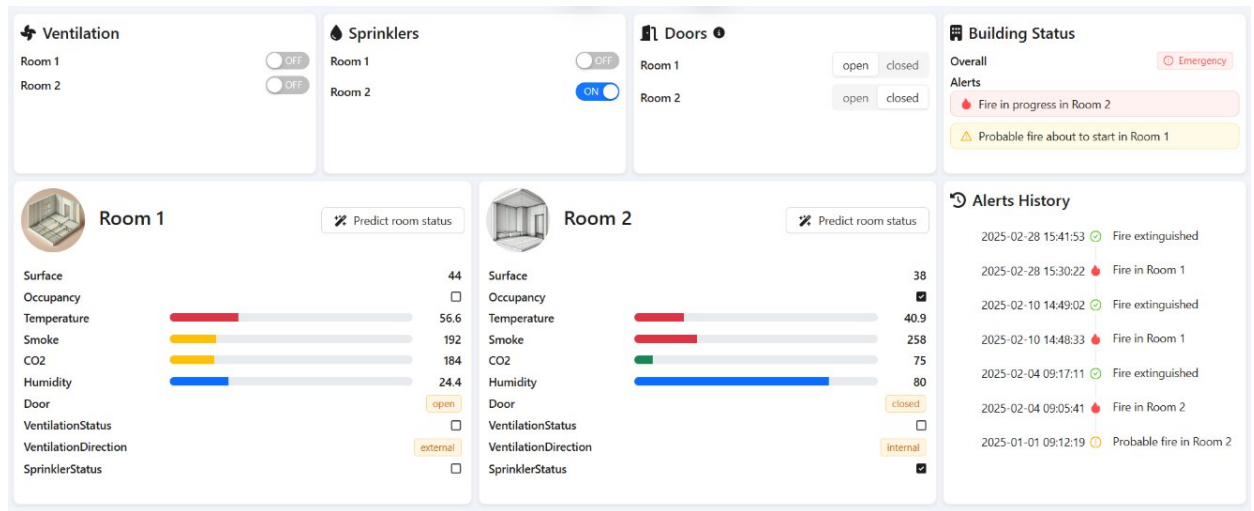 Ventilation
Room 1 OFF
Room 2 OFF
Sprinklers
Room 1 OFF
Room 2 ON
Doors
Room 1 open closed
Room 2 open closed
Building Status
Overall Emergency
Alerts
Fire in progress in Room 2
Probable fire about to start in Room 1
Room 1 Predict room status
Surface 44
Occupancy
Temperature 56.6
Smoke 192
CO2 184
Humidity 24.4
Door open
VentilationStatus
VentilationDirection external
SprinklerStatus
Room 2 Predict room status
Surface 38
Occupancy
Temperature 40.9
Smoke 258
CO2 75
Humidity 80
Door closed
VentilationStatus
VentilationDirection internal
SprinklerStatus
Alerts History
2025-02-28 15:41:53 Fire extinguished
2025-02-28 15:30:22 Fire in Room 1
2025-02-10 14:49:02 Fire extinguished
2025-02-10 14:48:33 Fire in Room 1
2025-02-04 09:17:11 Fire extinguished
2025-02-04 09:05:41 Fire in Room 2
2025-01-01 09:12:19 Probable fire in Room 2